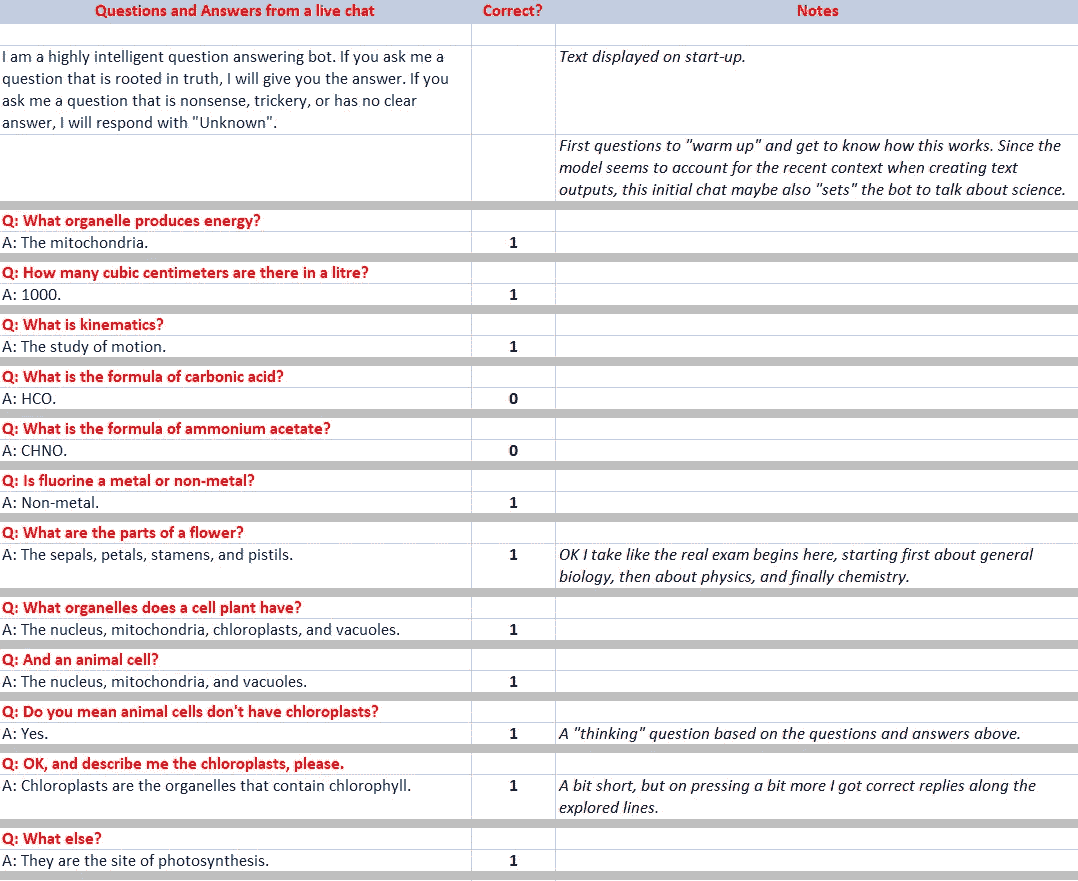 Questions and Answers from a live chat Correct? Notes
I am a highly intelligent question answering bot. If you ask me a Text displayed on start-up.
question that is rooted in truth, I will give you the answer. If you
ask me a question that is nonsense, trickery, or has no clear
answer, I will respond with "Unknown".
First questions to "warm up" and get to know how this works. Since the
model seems to account for the recent context when creating text
outputs, this initial chat maybe also "sets" the bot to talk about science.
Q: What organelle produces energy?
A: The mitochondria. 1
Q: How many cubic centimeters are there in a litre?
A: 1000. 1
Q: What is kinematics?
A: The study of motion. 1
Q: What is the formula of carbonic acid?
A: HCO. 0
Q: What is the formula of ammonium acetate?
A: CHNO. 0
Q: Is fluorine a metal or non-metal?
A: Non-metal. 1
Q: What are the parts of a flower?
A: The sepals, petals, stamens, and pistils. 1 OK I take like the real exam begins here, starting first about general
biology, then about physics, and finally chemistry.
Q: What organelles does a cell plant have?
A: The nucleus, mitochondria, chloroplasts, and vacuoles. 1
Q: And an animal cell?
A: The nucleus, mitochondria, and vacuoles. 1
Q: Do you mean animal cells don't have chloroplasts?
A: Yes. 1 A "thinking" question based on the questions and answers above.
Q: OK, and describe me the chloroplasts, please.
A: Chloroplasts are the organelles that contain chlorophyll. 1 A bit short, but on pressing a bit more I got correct replies along the
explored lines.
Q: What else?
A: They are the site of photosynthesis. 1